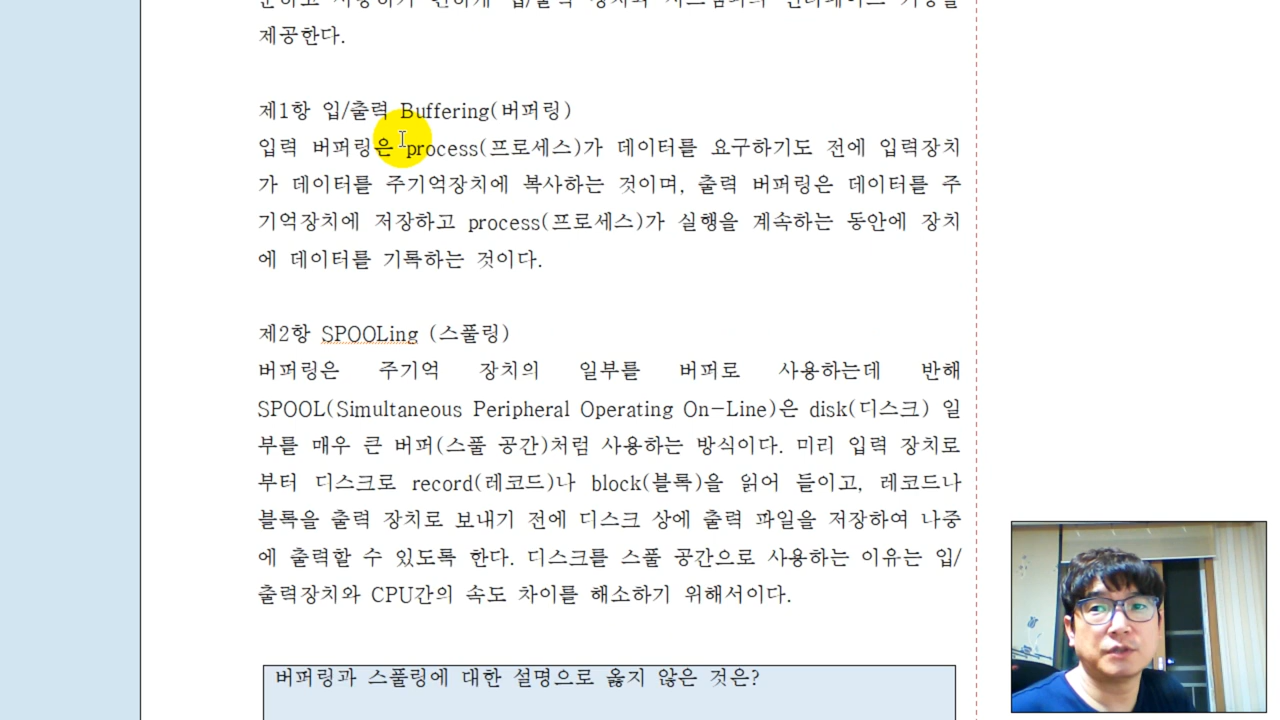 제공한다.
제1항 입/출력 Buffering(버퍼링)
입력 버퍼링은 process(프로세스)가 데이터를 요구하기도 전에 입력장치
가 데이터를 주기억장치에 복사하는 것이며, 출력 버퍼링은 데이터를 주
기억장치에 저장하고 process(프로세스)가 실행을 계속하는 동안에 장치
에 데이터를 기록하는 것이다.
제2항 SPOOLing (스풀링)
버퍼링은 주기억 장치의 일부를 버퍼로 사용하는데 반해
SPOOL(Simultaneous Peripheral Operating On-Line)은 disk(디스크) 일
부를 매우 큰 버퍼(스풀 공간)처럼 사용하는 방식이다. 미리 입력 장치로
부터 디스크로 record(레코드)나 block(블록)을 읽어 들이고, 레코드나
블록을 출력 장치로 보내기 전에 디스크 상에 출력 파일을 저장하여 나중
에 출력할 수 있도록 한다. 디스크를 스풀 공간으로 사용하는 이유는 입/
출력장치와 CPU간의 속도 차이를 해소하기 위해서이다.
버퍼링과 스풀링에 대한 설명으로 옳지 않은 것은?